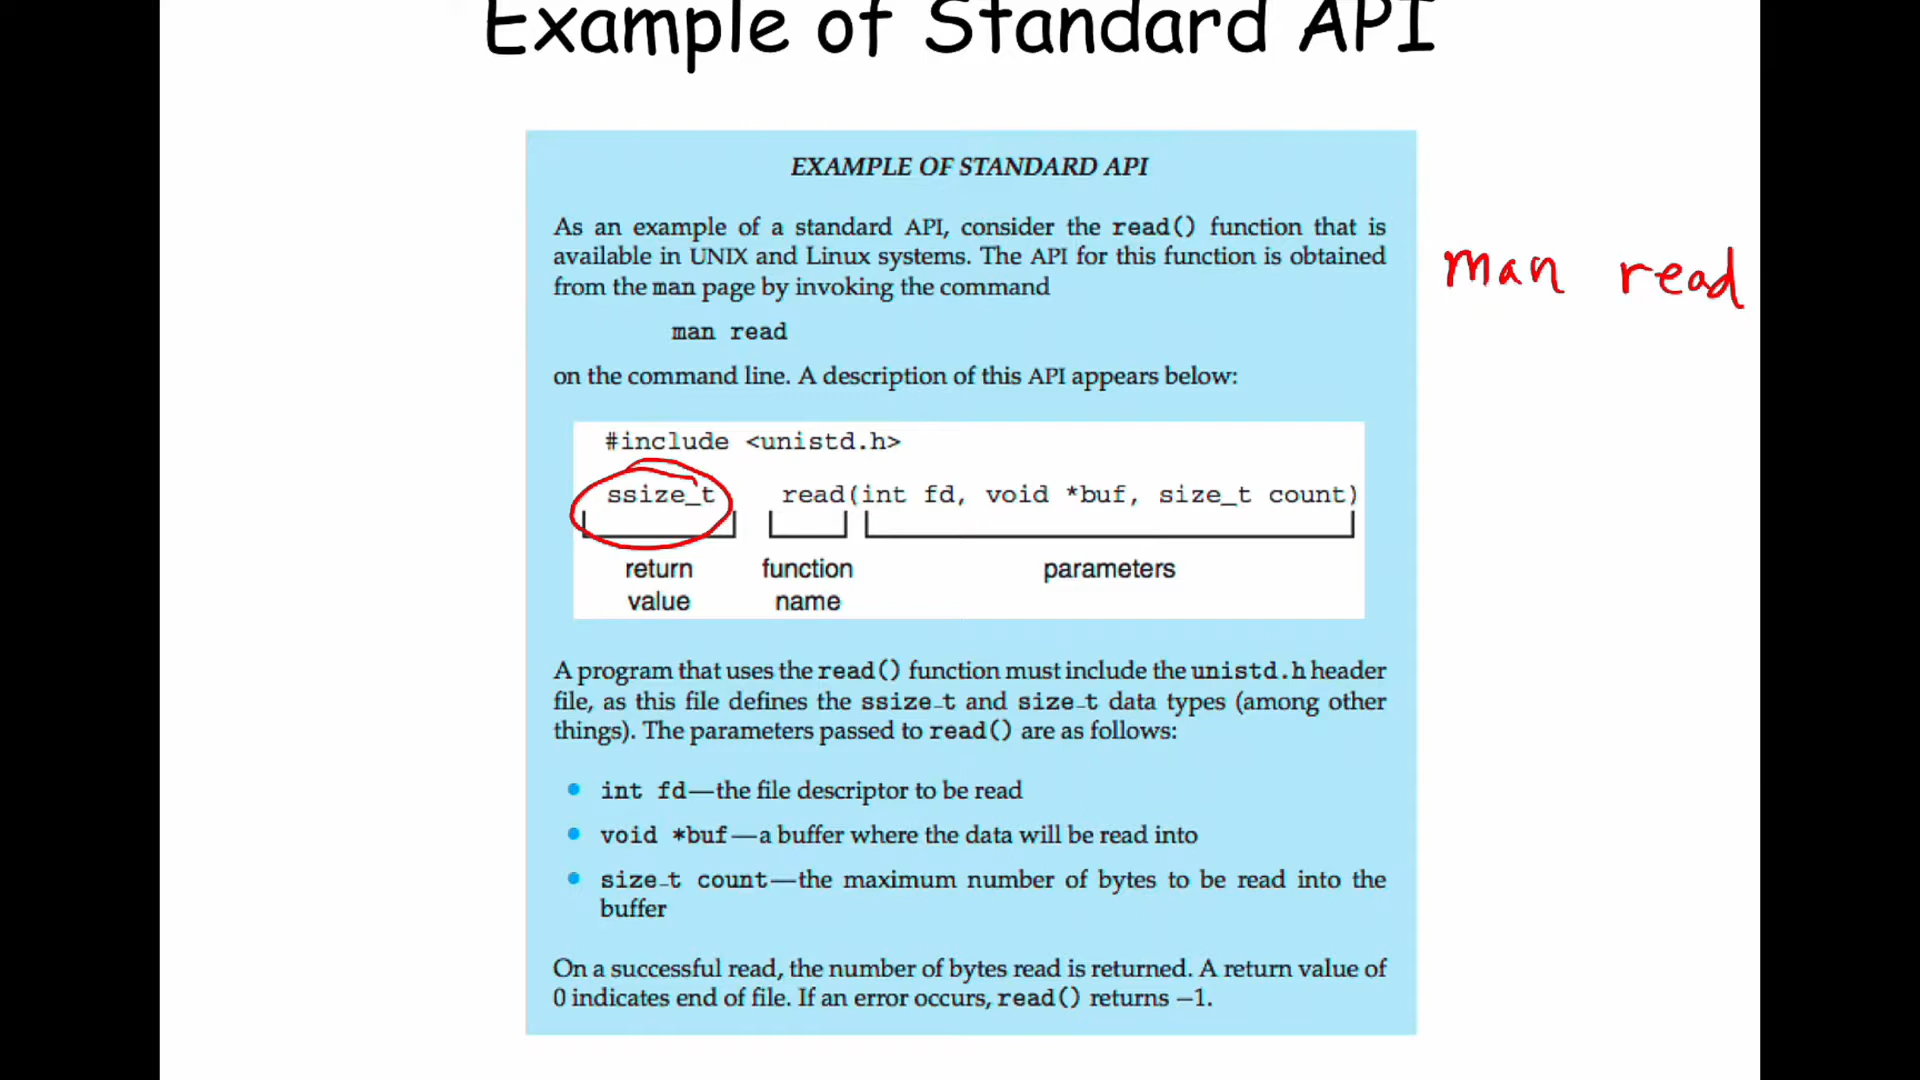 Example of Standard API
EXAMPLE OF STANDARD API
As an example of a standard API, consider the read() function that is
available in UNIX and Linux systems. The API for this function is obtained
from the man page by invoking the command
man read
man read
on the command line. A description of this API appears below:
#include <unistd.h>
ssize_t read(int fd, void *buf, size_t count)
return function parameters
value name
A program that uses the read() function must include the unistd.h header
file, as this file defines the ssize_t and size_t data types (among other
things). The parameters passed to read() are as follows:
• int fd—the file descriptor to be read
• void *buf—a buffer where the data will be read into
• size_t count—the maximum number of bytes to be read into the
buffer
On a successful read, the number of bytes read is returned. A return value of
0 indicates end of file. If an error occurs, read() returns −1.